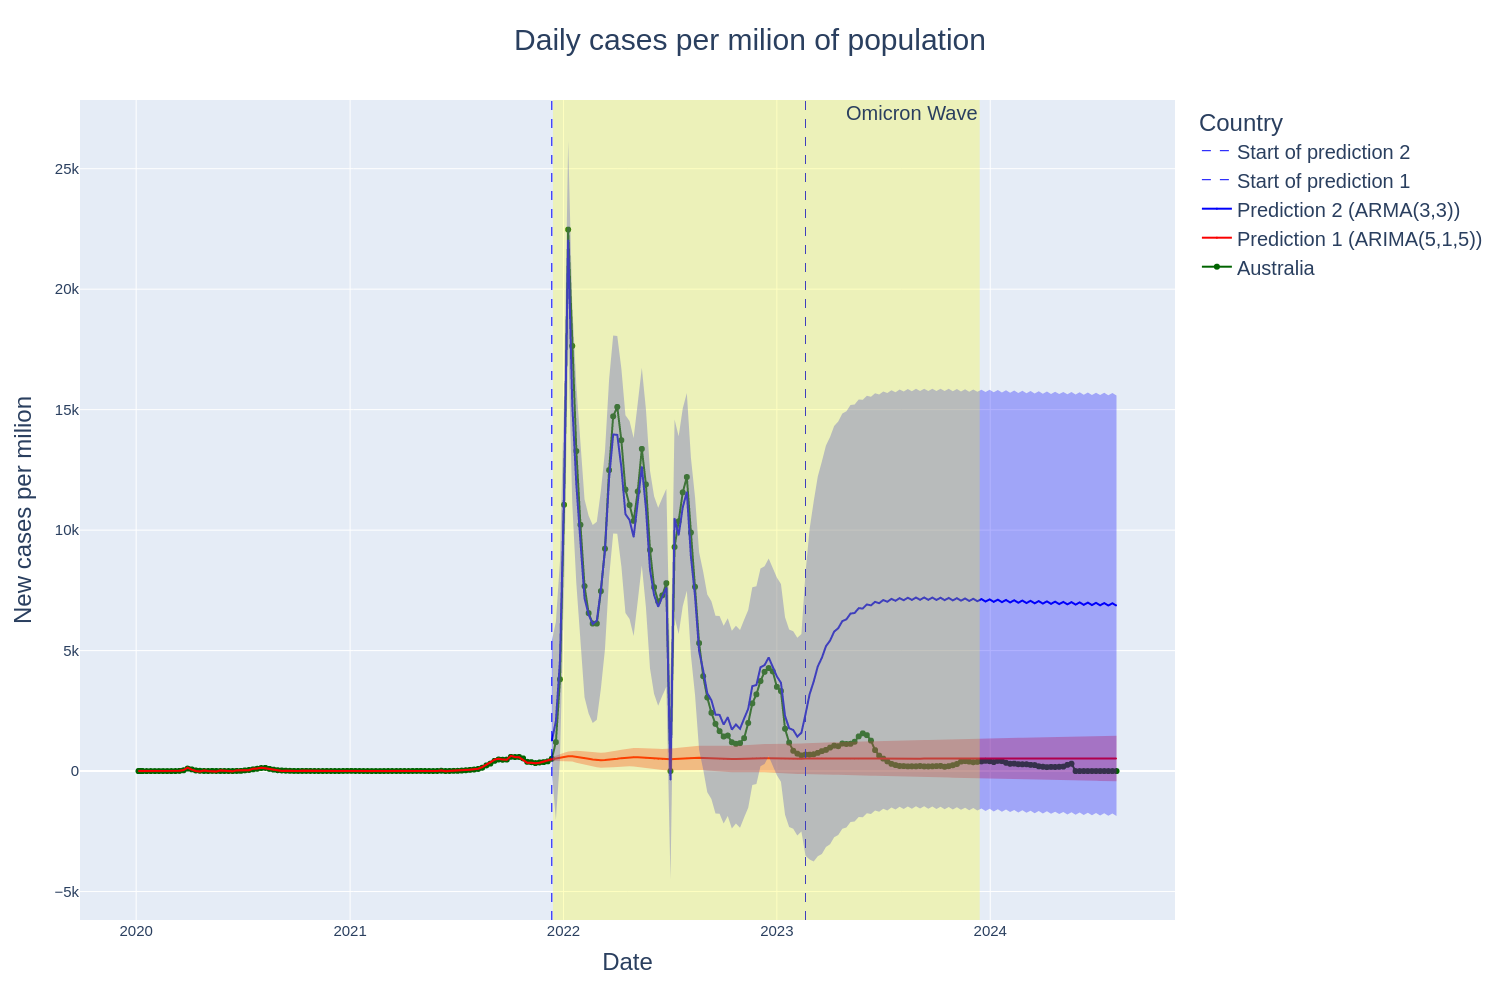 Daily cases per milion of population
Omicron Wave
25k
20k
15k
10k
5k
0
−5k
New cases per milion
2020
2021
2022
2023
2024
Date
Country
Start of prediction 2
Start of prediction 1
Prediction 2 (ARMA(3,3))
Prediction 1 (ARIMA(5,1,5))
Australia